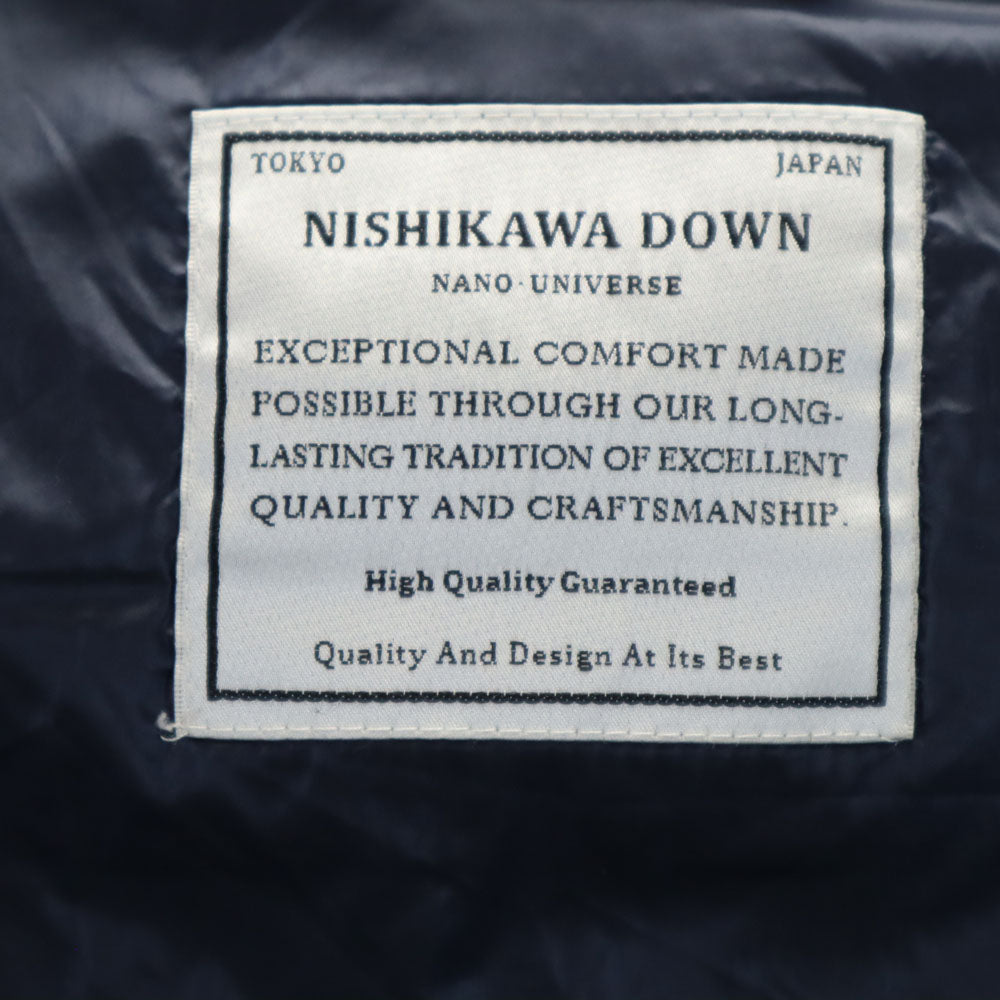 TOKYO JAPAN
NISHIKAWA DOWN
NANO·UNIVERSE
EXCEPTIONAL COMFORT MADE
POSSIBLE THROUGH OUR LONG-
LASTING TRADITION OF EXCELLENT
QUALITY AND CRAFTSMANSHIP.
High Quality Guaranteed
Quality And Design At Its Best